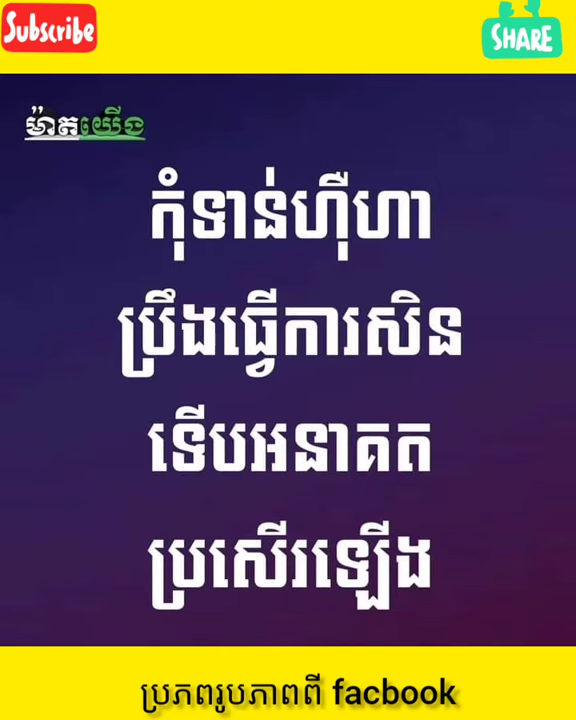 Subscribe
SHARE
ម៉ាតយើង
កុំទាន់ហ៊ឺហា
ប្រឹងធ្វើការសិន
ទើបអនាគត
ប្រសើរឡើង
ប្រភពរូបភាពពី facbook